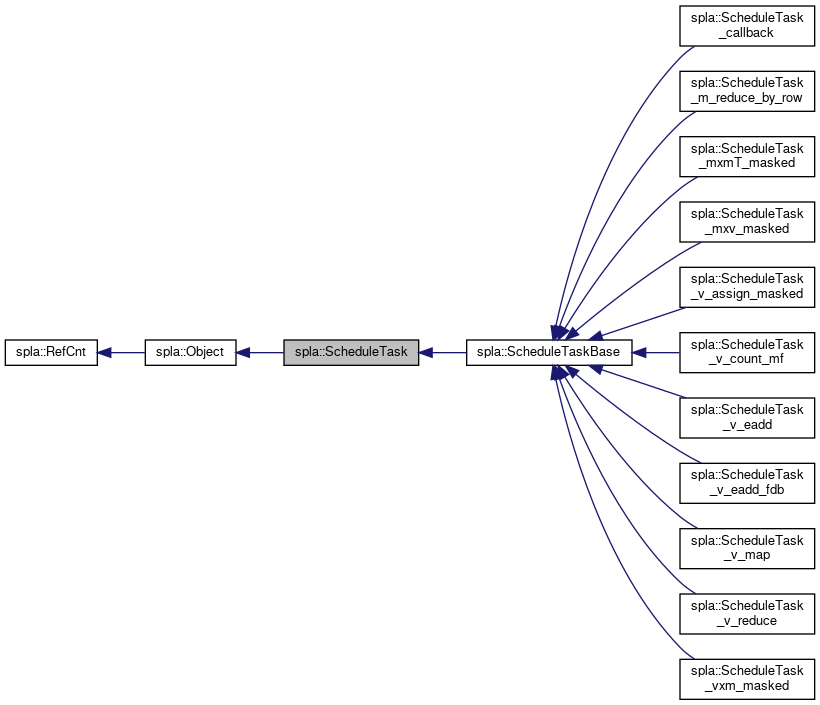 spla::RefCnt
spla::Object
spla::ScheduleTask
spla::ScheduleTaskBase
spla::ScheduleTask
_callback
spla::ScheduleTask
_m_reduce_by_row
spla::ScheduleTask
_mxmT_masked
spla::ScheduleTask
_mxv_masked
spla::ScheduleTask
_v_assign_masked
spla::ScheduleTask
_v_count_mf
spla::ScheduleTask
_v_eadd
spla::ScheduleTask
_v_eadd_fdb
spla::ScheduleTask
_v_map
spla::ScheduleTask
_v_reduce
spla::ScheduleTask
_vxm_masked